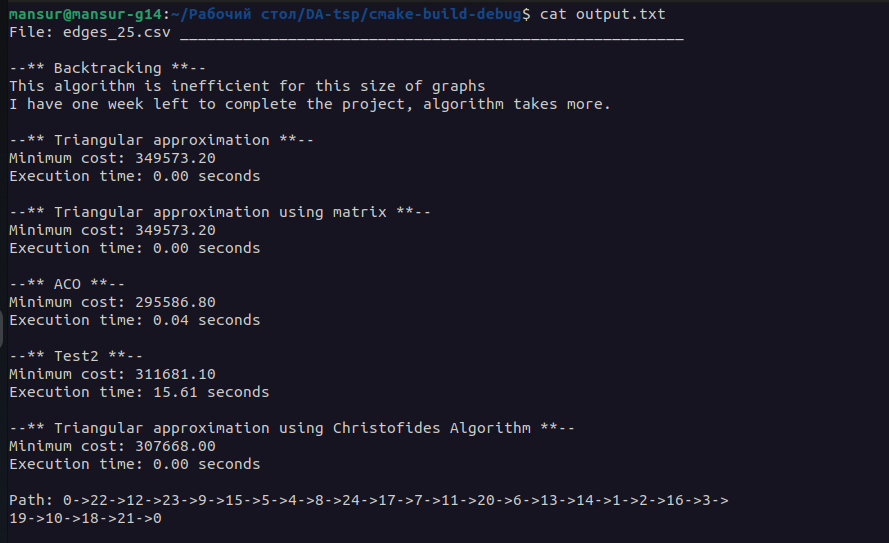 mansur@mansur-g14:~/Рабочий стол/DA-tsp/cmake-build-debug$ cat output.txt
File: edges_25.csv ________________________________________________________
--** Backtracking **--
This algorithm is inefficient for this size of graphs
I have one week left to complete the project, algorithm takes more.
--** Triangular approximation **--
Minimum cost: 349573.20
Execution time: 0.00 seconds
--** Triangular approximation using matrix **--
Minimum cost: 349573.20
Execution time: 0.00 seconds
--** ACO **--
Minimum cost: 295586.80
Execution time: 0.04 seconds
--** Test2 **--
Minimum cost: 311681.10
Execution time: 15.61 seconds
--** Triangular approximation using Christofides Algorithm **--
Minimum cost: 307668.00
Execution time: 0.00 seconds
Path: 0->22->12->23->9->15->5->4->8->24->17->7->11->20->6->13->14->1->2->16->3->
19->10->18->21->0